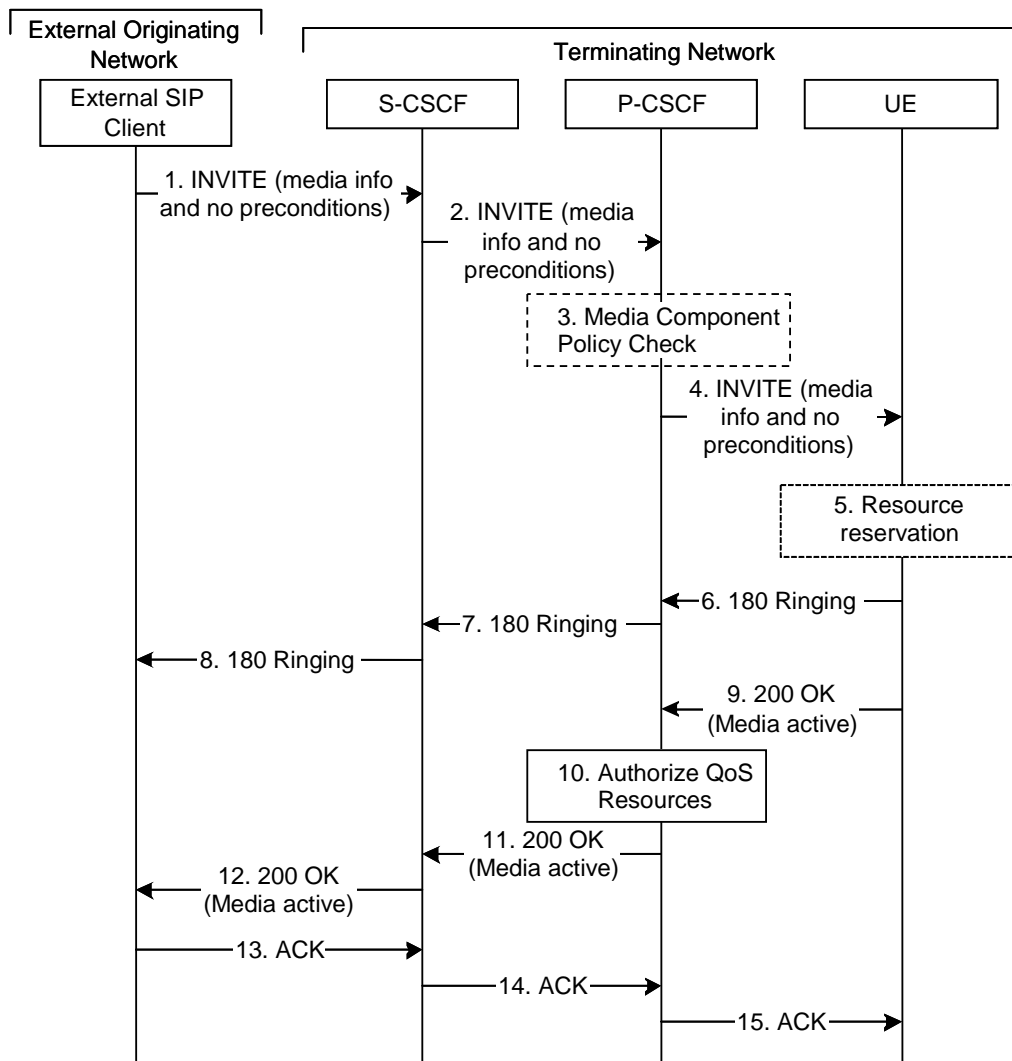 External Originating
Network
Terminating Network
External SIP
Client
S-CSCF
P-CSCF
UE
1. INVITE (media info
and no preconditions)
2. INVITE (media
info and no
preconditions)
3. Media Component
Policy Check
4. INVITE (media
info and no
preconditions)
5. Resource
reservation
6. 180 Ringing
7. 180 Ringing
8. 180 Ringing
9. 200 OK
(Media active)
10. Authorize QoS
Resources
11. 200 OK
(Media active)
12. 200 OK
(Media active)
13. ACK
14. ACK
15. ACK